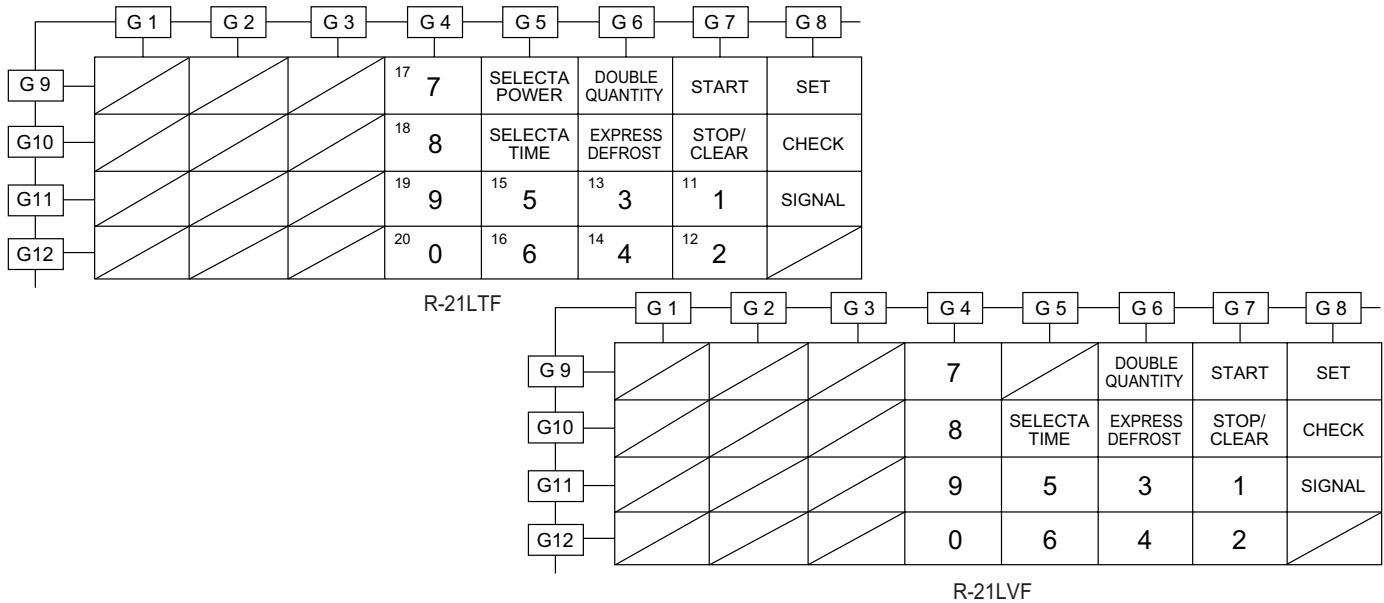 G 1 G 2 G 3 G 4 G 5 G 6 G 7 G 8
G 9 17 7 SELECTA POWER DOUBLE QUANTITY START SET
G10 18 8 SELECTA TIME EXPRESS DEFROST STOP/ CLEAR CHECK
G11 19 9 15 5 13 3 11 1 SIGNAL
G12 20 0 16 6 14 4 12 2
R-21LTF
G 1 G 2 G 3 G 4 G 5 G 6 G 7 G 8
G 9 7 DOUBLE QUANTITY START SET
G10 8 SELECTA TIME EXPRESS DEFROST STOP/ CLEAR CHECK
G11 9 5 3 1 SIGNAL
G12 0 6 4 2
R-21LVF